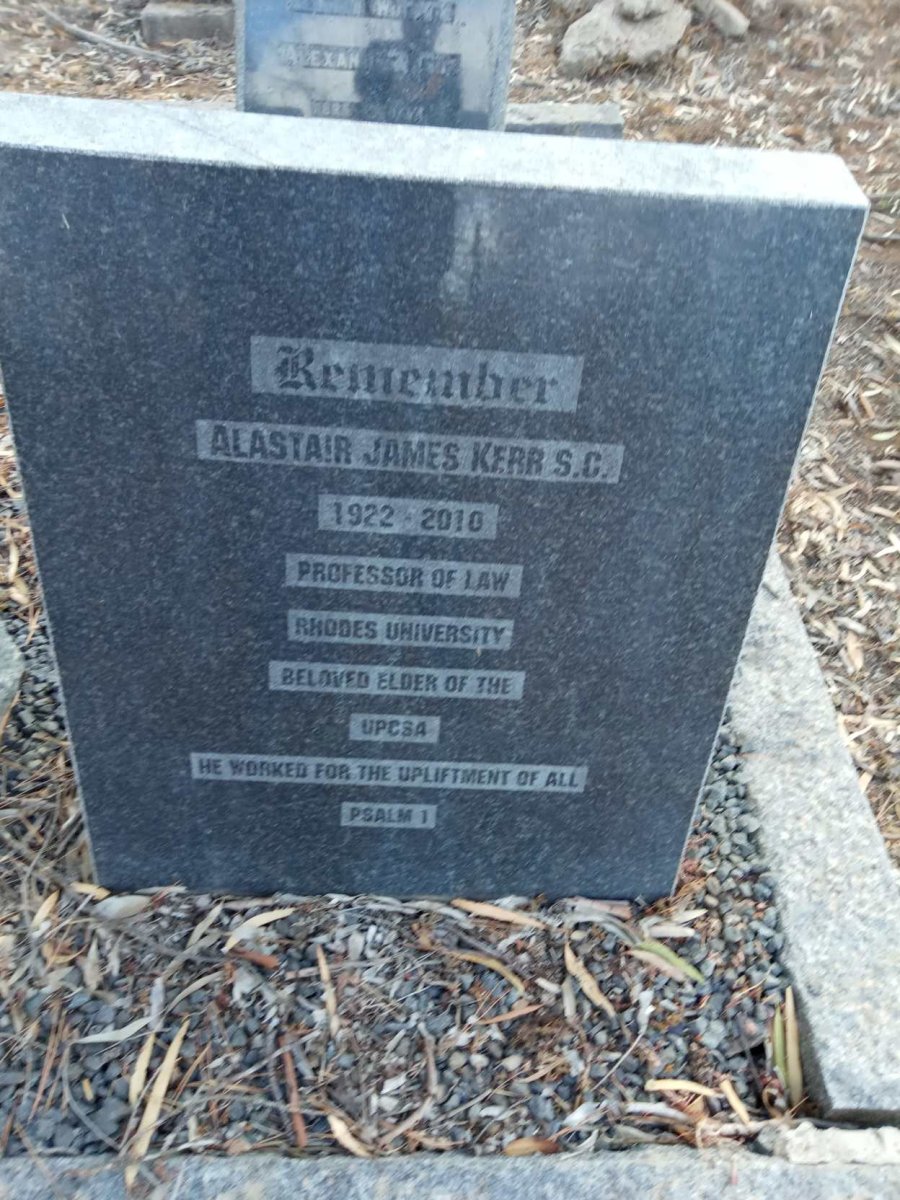 Remember
ALASTAIR JAMES KERR S.C.
1922 - 2010
PROFESSOR OF LAW
RHODES UNIVERSITY
BELOVED ELDER OF THE
UPCSA
HE WORKED FOR THE UPLIFTMENT OF ALL
PSALM 1